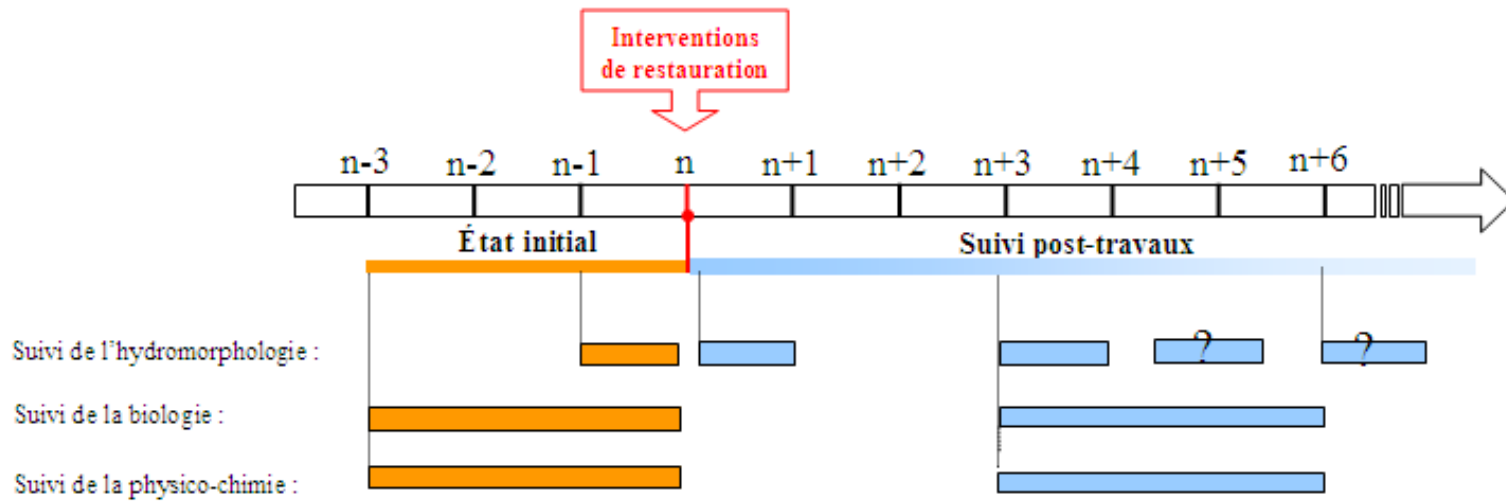 Interventions
de restauration
n-3 n-2 n-1 n n+1 n+2 n+3 n+4 n+5 n+6
État initial Suivi post-travaux
Suivi de l'hydromorphologie : ? ?
Suivi de la biologie :
Suivi de la physico-chimie :